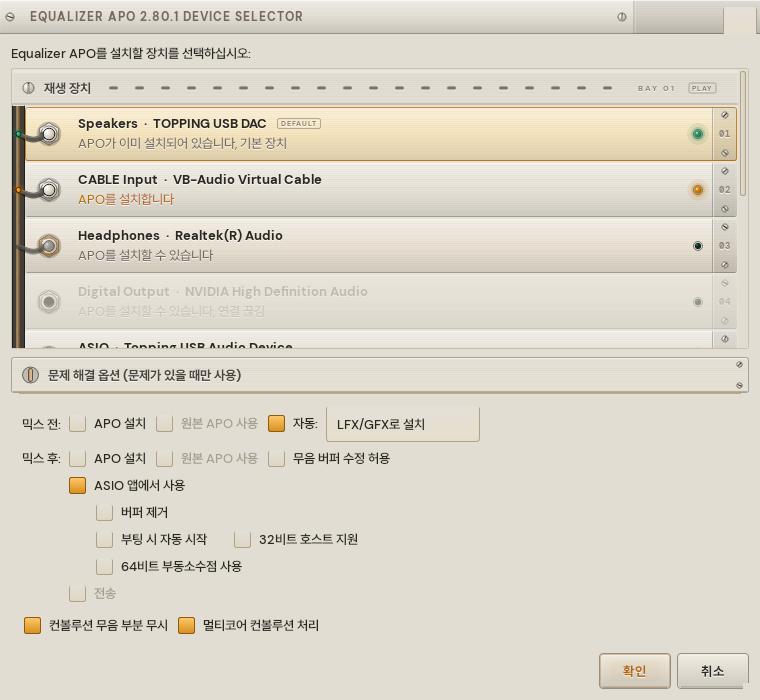 EQUALIZER APO 2.80.1 DEVICE SELECTOR
Equalizer APO를 설치할 장치를 선택하십시오:
재생 장치 BAY 01 PLAY
Speakers · TOPPING USB DAC DEFAULT
APO가 이미 설치되어 있습니다, 기본 장치
01
CABLE Input · VB-Audio Virtual Cable
APO를 설치합니다
02
Headphones · Realtek(R) Audio
APO를 설치할 수 있습니다
03
Digital Output · NVIDIA High Definition Audio
APO를 설치할 수 있습니다, 연결 끊김
04
ASIO · Topping USB Audio Device
문제 해결 옵션 (문제가 있을 때만 사용)
믹스 전: APO 설치 원본 APO 사용 자동: LFX/GFX로 설치
믹스 후: APO 설치 원본 APO 사용 무음 버퍼 수정 허용
ASIO 앱에서 사용
버퍼 제거
부팅 시 자동 시작 32비트 호스트 지원
64비트 부동소수점 사용
전송
컨볼루션 무음 부분 무시 멀티코어 컨볼루션 처리
확인 취소